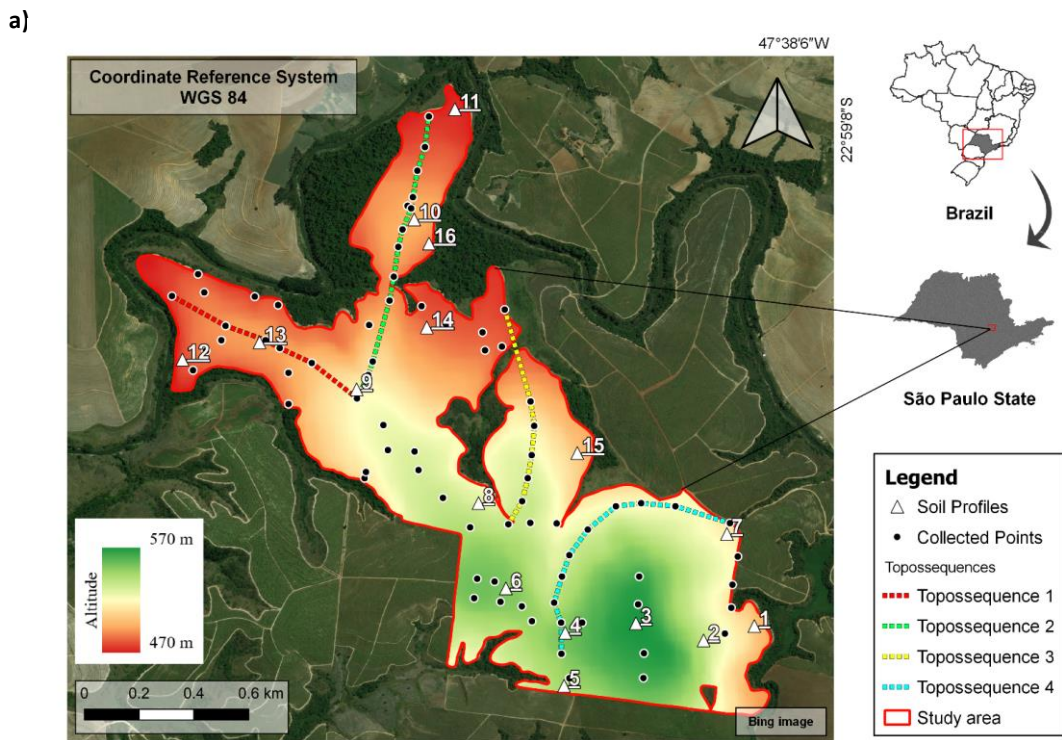 a)
47°38'6"W
Coordinate Reference System
WGS 84
22°59'8"S
11
10
16
14
13
12
9
15
8
7
6
4
3
2
1
5
570 m
Altitude
470 m
0 0.2 0.6 km
Bing image
Brazil
São Paulo State
Legend
Soil Profiles
Collected Points
Topossequences
Topossequence 1
Topossequence 2
Topossequence 3
Topossequence 4
Study area